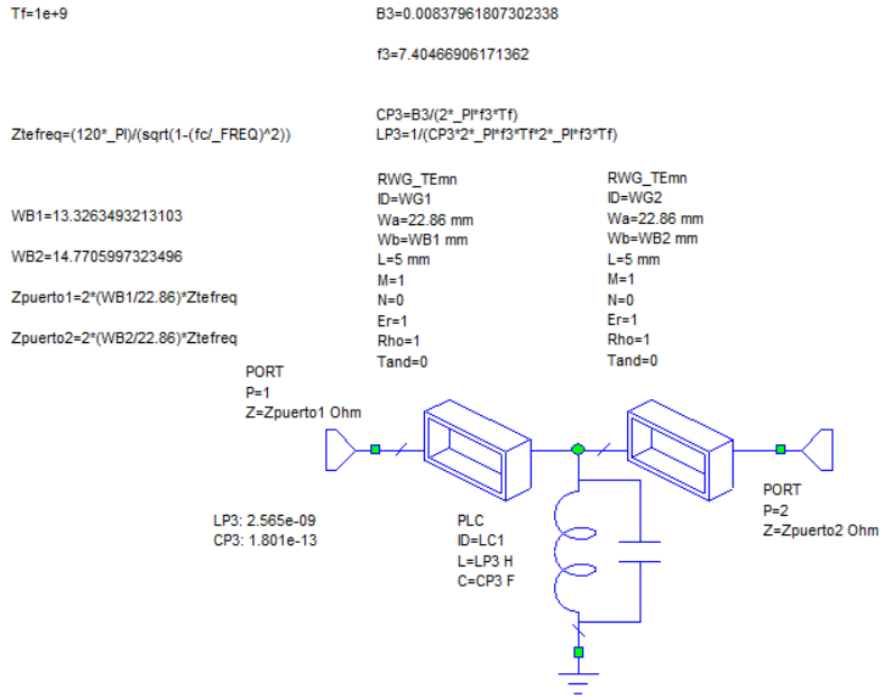 Tf=1e+9
B3=0.00837961807302338
f3=7.40466906171362
CP3=B3/(2*_PI*f3*Tf)
Ztefreq=(120*_PI)/(sqrt(1-(fc/_FREQ)^2))
LP3=1/(CP3*2*_PI*f3*Tf*2*_PI*f3*Tf)
WB1=13.3263493213103
WB2=14.7705997323496
Zpuerto1=2*(WB1/22.86)*Ztefreq
Zpuerto2=2*(WB2/22.86)*Ztefreq
RWG_TEmn
ID=WG1
Wa=22.86 mm
Wb=WB1 mm
L=5 mm
M=1
N=0
Er=1
Rho=1
Tand=0
RWG_TEmn
ID=WG2
Wa=22.86 mm
Wb=WB2 mm
L=5 mm
M=1
N=0
Er=1
Rho=1
Tand=0
PORT
P=1
Z=Zpuerto1 Ohm
PORT
P=2
Z=Zpuerto2 Ohm
LP3: 2.565e-09
CP3: 1.801e-13
PLC
ID=LC1
L=LP3 H
C=CP3 F